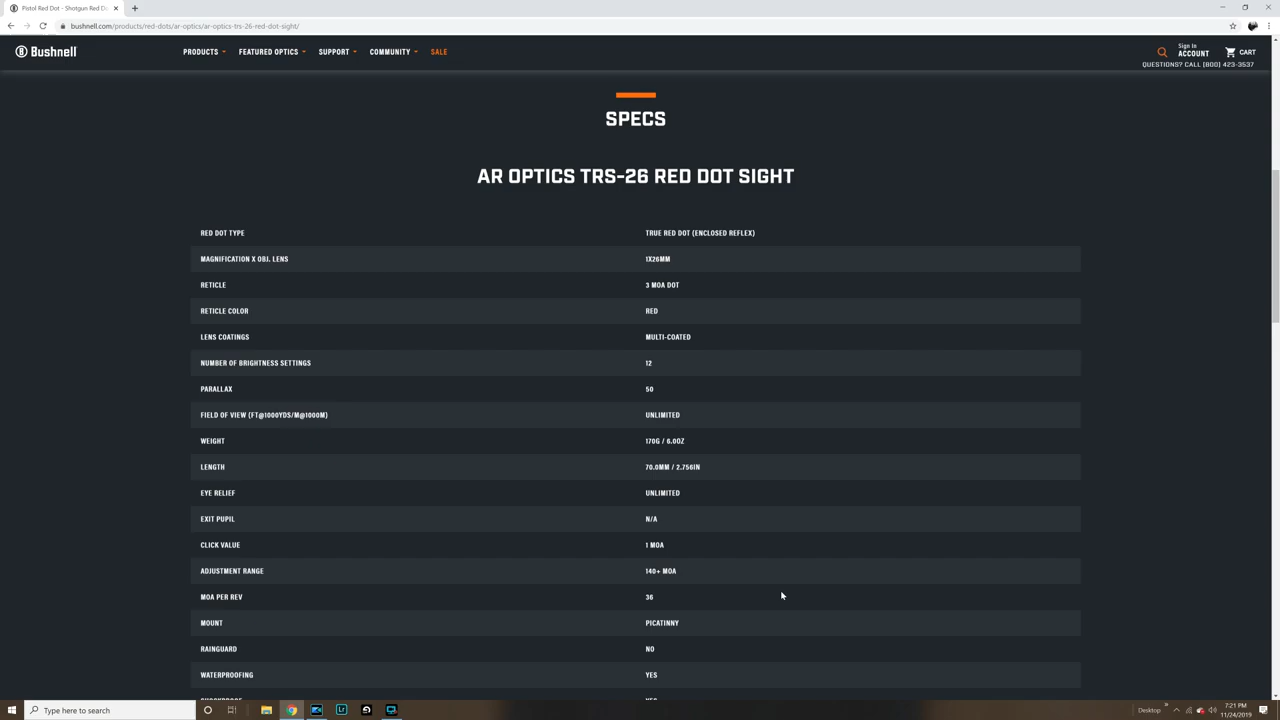 Pistol Red Dot - Shotgun Red D
bushnell.com/products/red-dots/ar-optics/ar-optics-trs-26-red-dot-sight/
Bushnell
PRODUCTS FEATURED OPTICS SUPPORT COMMUNITY SALE
Sign In
ACCOUNT
CART
QUESTIONS? CALL (800) 423-3537
SPECS
AR OPTICS TRS-26 RED DOT SIGHT
RED DOT TYPE TRUE RED DOT (ENCLOSED REFLEX)
MAGNIFICATION X OBJ. LENS 1X26MM
RETICLE 3 MOA DOT
RETICLE COLOR RED
LENS COATINGS MULTI-COATED
NUMBER OF BRIGHTNESS SETTINGS 12
PARALLAX 50
FIELD OF VIEW (FT@1000YDS/M@1000M) UNLIMITED
WEIGHT 170G / 6.0OZ
LENGTH 70.0MM / 2.756IN
EYE RELIEF UNLIMITED
EXIT PUPIL N/A
CLICK VALUE 1 MOA
ADJUSTMENT RANGE 140+ MOA
MOA PER REV 36
MOUNT PICATINNY
RAINGUARD NO
WATERPROOFING YES
Type here to search
Desktop
7:21 PM
11/24/2019